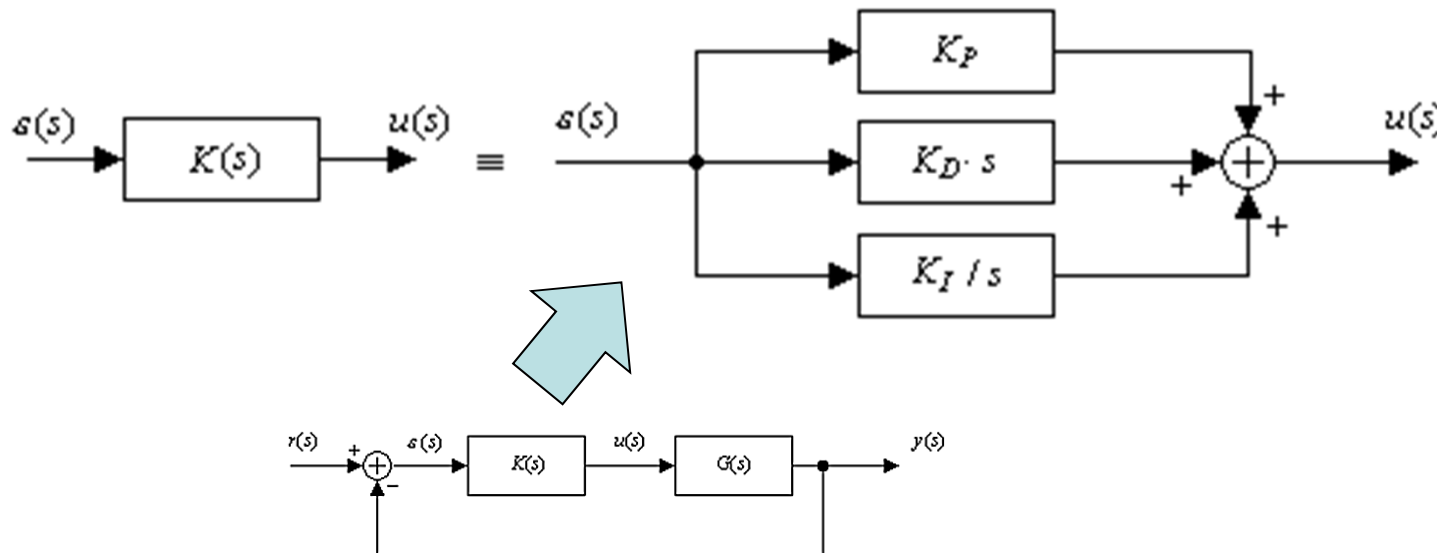 K_P
+
ε(s)
K(s)
u(s)
≡
ε(s)
K_D · s
+
+
u(s)
K_I / s
+
r(s)
+
−
ε(s)
K(s)
u(s)
G(s)
y(s)